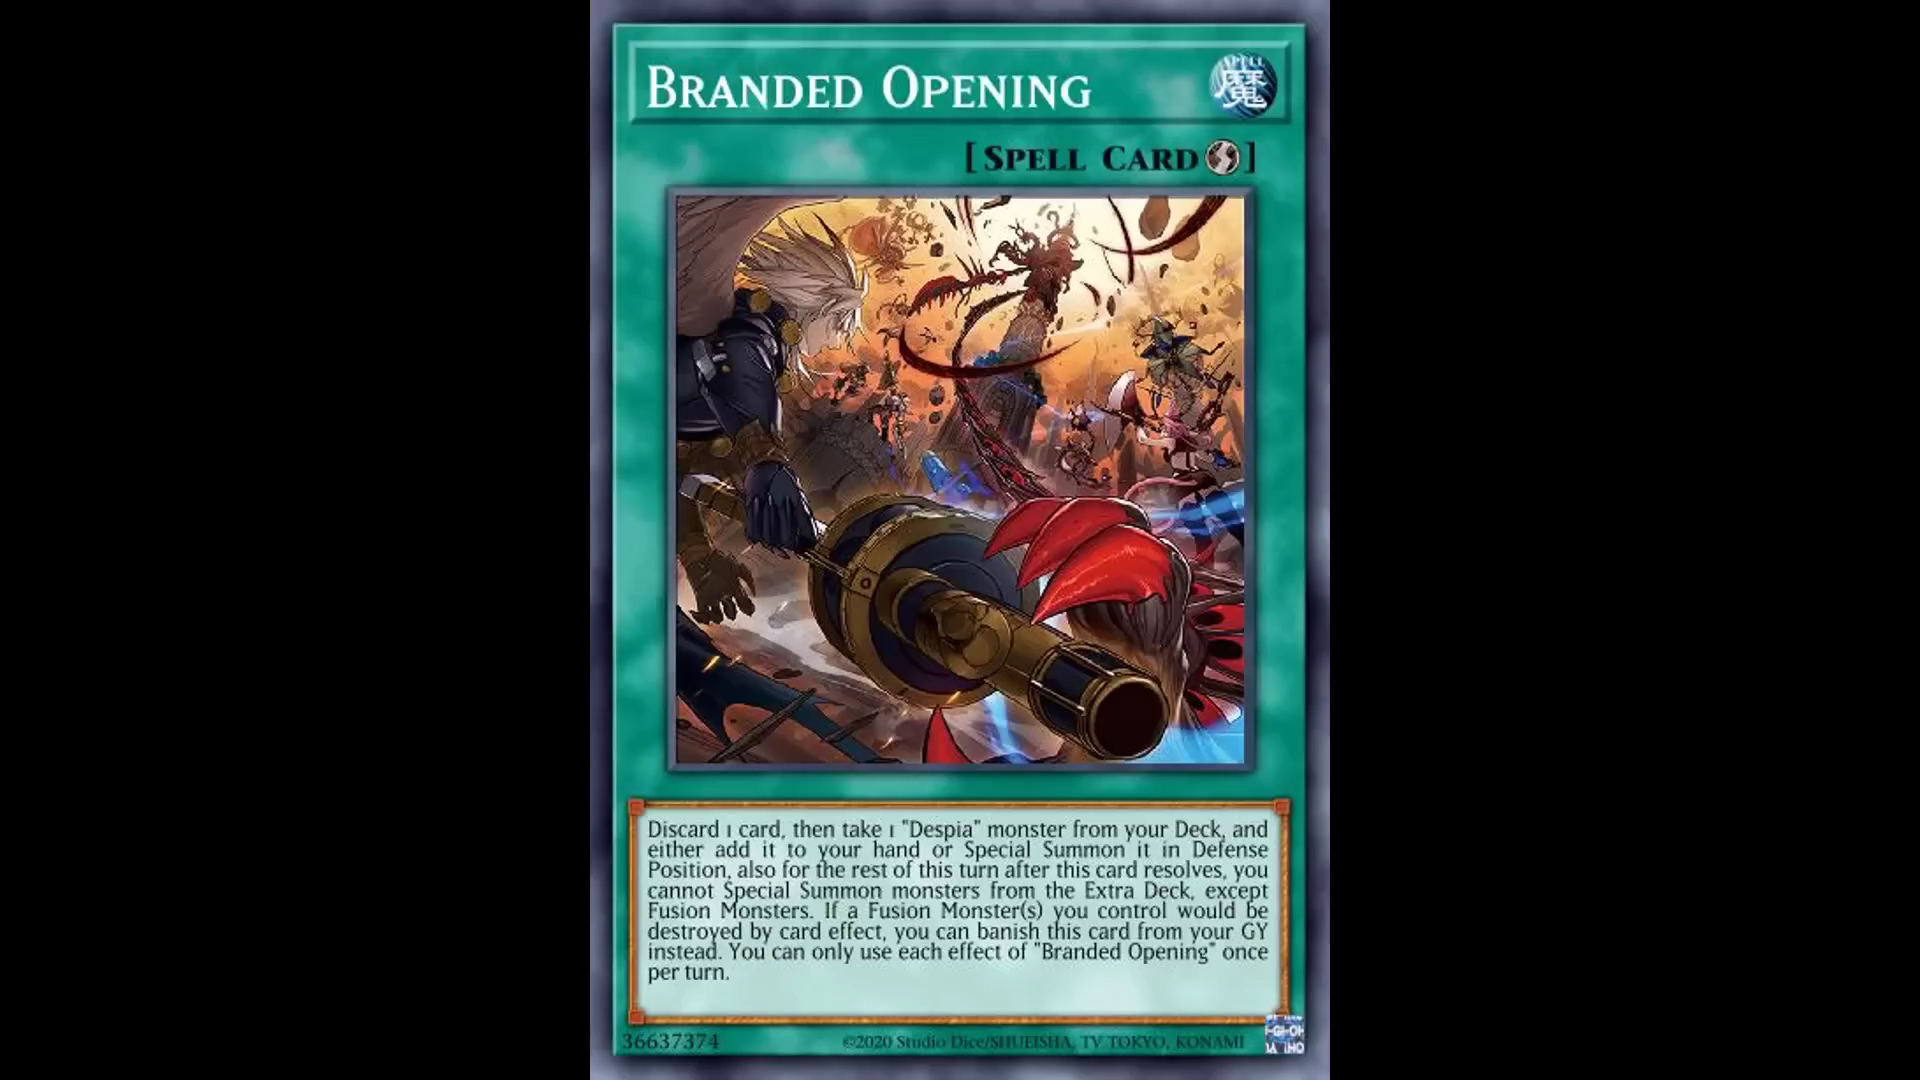 BRANDED OPENING
SPELL
魔
[ SPELL CARD ]
Discard 1 card, then take 1 "Despia" monster from your Deck, and
either add it to your hand or Special Summon it in Defense
Position, also for the rest of this turn after this card resolves, you
cannot Special Summon monsters from the Extra Deck, except
Fusion Monsters. If a Fusion Monster(s) you control would be
destroyed by card effect, you can banish this card from your GY
instead. You can only use each effect of "Branded Opening" once
per turn.
36637374
©2020 Studio Dice/SHUEISHA, TV TOKYO, KONAMI